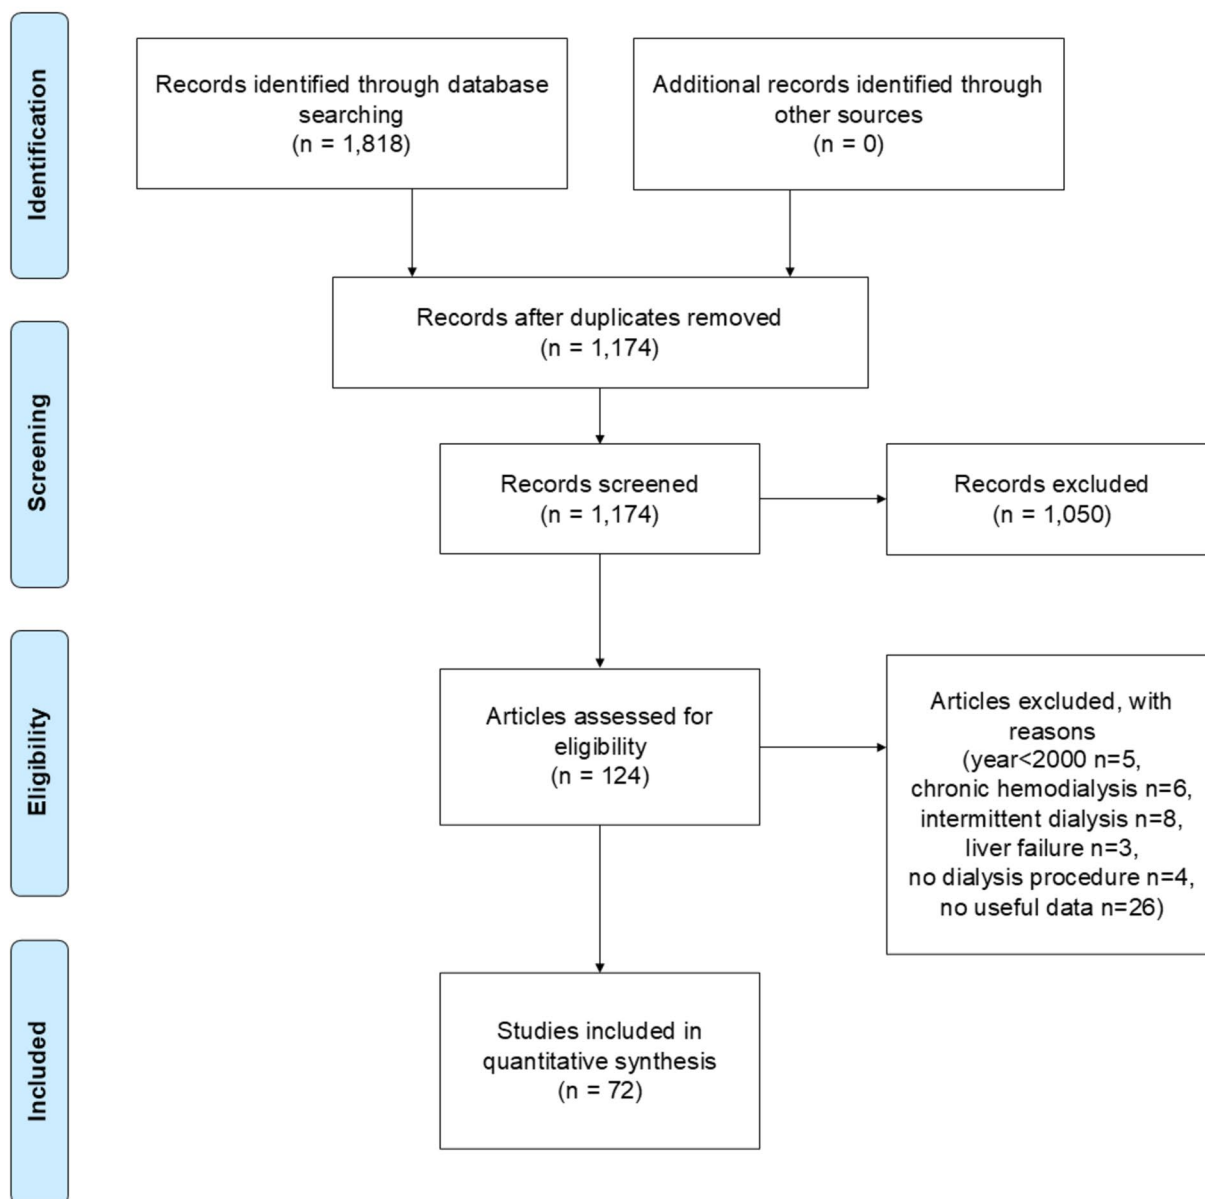 Identification
Records identified through database
searching
(n = 1,818)
Additional records identified through
other sources
(n = 0)
Records after duplicates removed
(n = 1,174)
Screening
Records screened
(n = 1,174)
Records excluded
(n = 1,050)
Eligibility
Articles assessed for
eligibility
(n = 124)
Articles excluded, with
reasons
(year<2000 n=5,
chronic hemodialysis n=6,
intermittent dialysis n=8,
liver failure n=3,
no dialysis procedure n=4,
no useful data n=26)
Included
Studies included in
quantitative synthesis
(n = 72)